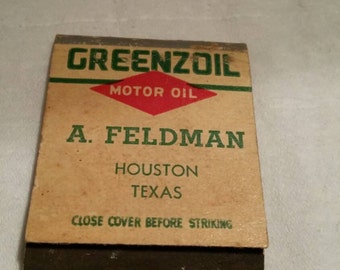 GREENZOIL
MOTOR OIL
A. FELDMAN
HOUSTON
TEXAS
CLOSE COVER BEFORE STRIKING